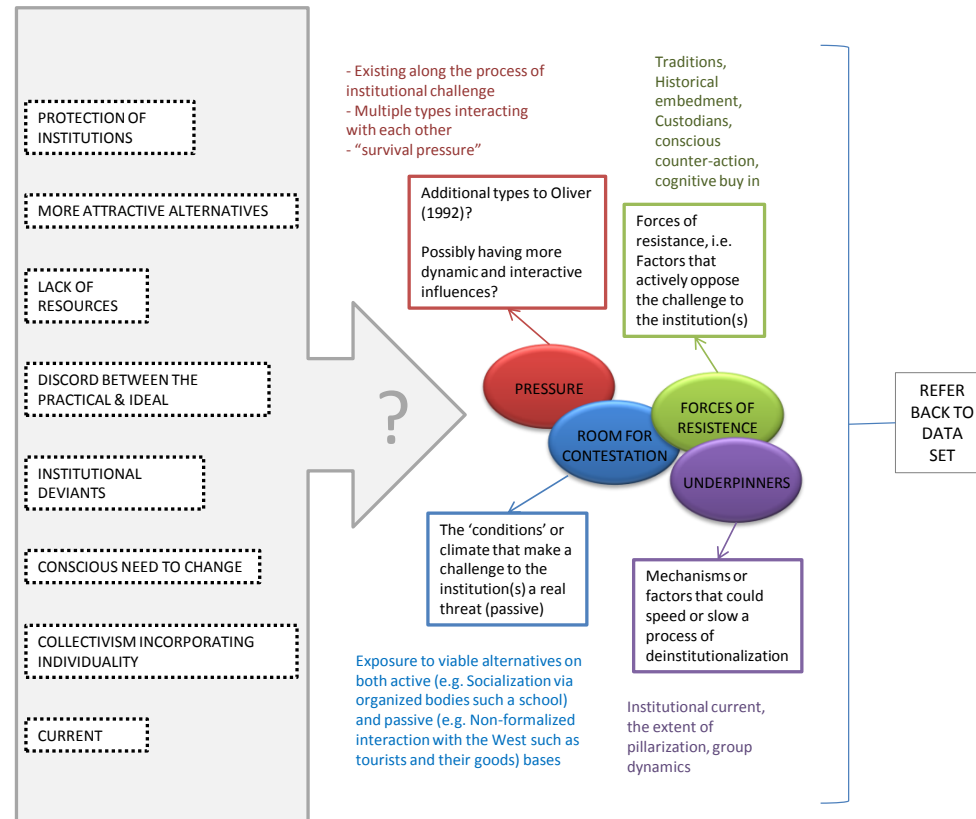 PROTECTION OF
INSTITUTIONS
MORE ATTRACTIVE ALTERNATIVES
LACK OF
RESOURCES
DISCORD BETWEEN THE
PRACTICAL & IDEAL
INSTITUTIONAL
DEVIANTS
CONSCIOUS NEED TO CHANGE
COLLECTIVISM INCORPORATING
INDIVIDUALITY
CURRENT
?
- Existing along the process of
institutional challenge
- Multiple types interacting
with each other
- “survival pressure”
Additional types to Oliver
(1992)?
Possibly having more
dynamic and interactive
influences?
Traditions,
Historical
embedment,
Custodians,
conscious
counter-action,
cognitive buy in
Forces of
resistance, i.e.
Factors that
actively oppose
the challenge to
the institution(s)
PRESSURE
ROOM FOR
CONTESTATION
FORCES OF
RESISTENCE
UNDERPINNERS
The ‘conditions’ or
climate that make a
challenge to the
institution(s) a real
threat (passive)
Exposure to viable alternatives on
both active (e.g. Socialization via
organized bodies such a school)
and passive (e.g. Non-formalized
interaction with the West such as
tourists and their goods) bases
Mechanisms or
factors that could
speed or slow a
process of
deinstitutionalization
Institutional current,
the extent of
pillarization, group
dynamics
REFER
BACK TO
DATA
SET